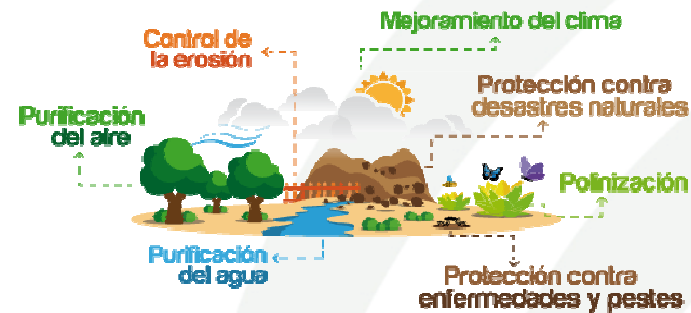 Mejoramiento del clima
Control de
la erosión
Protección contra
desastres naturales
Purificación
del aire
Polinización
Purificación
del agua
Protección contra
enfermedades y pestes